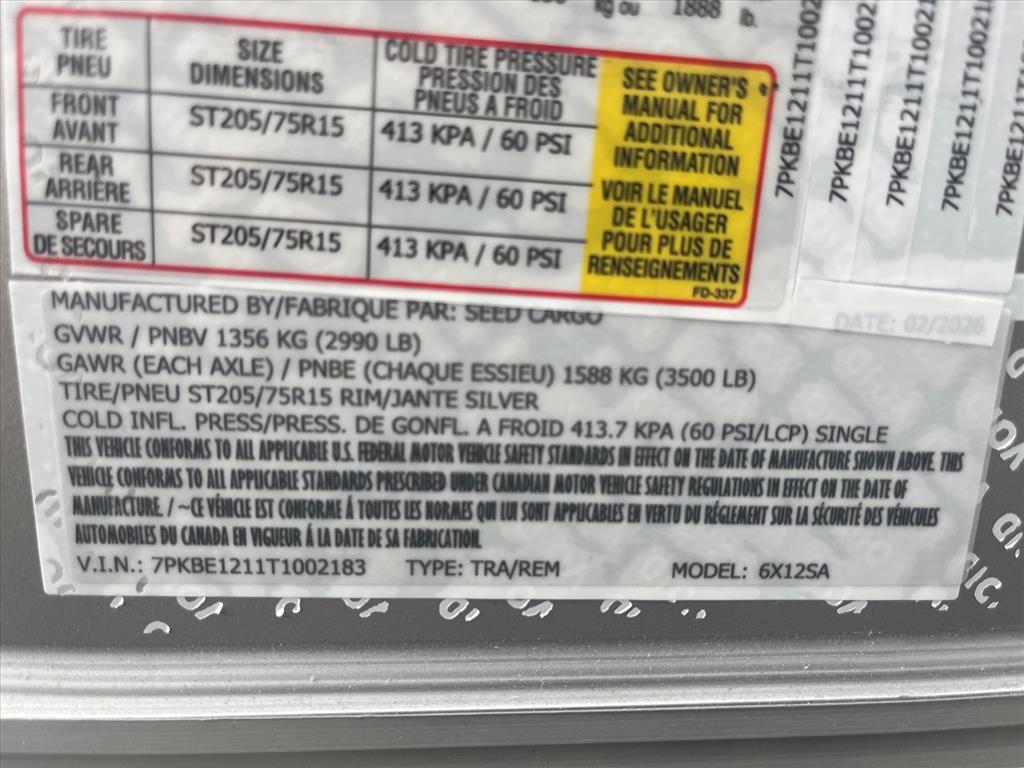 kg ou 1888 lb.
TIRE
PNEU
SIZE
DIMENSIONS
COLD TIRE PRESSURE
PRESSION DES
PNEUS A FROID
SEE OWNER'S
MANUAL FOR
ADDITIONAL
INFORMATION
VOIR LE MANUEL
DE L'USAGER
POUR PLUS DE
RENSEIGNEMENTS
FD-337
FRONT
AVANT
ST205/75R15
413 KPA / 60 PSI
REAR
ARRIÈRE
ST205/75R15
413 KPA / 60 PSI
SPARE
DE SECOURS
ST205/75R15
413 KPA / 60 PSI
7PKBE1211T1002
7PKBE1211T10021
7PKBE1211T10021
7PKBE1211T10021
7PKBE1211T
MANUFACTURED BY/FABRIQUE PAR: SEED CARGO
DATE: 02/2026
GVWR / PNBV 1356 KG (2990 LB)
GAWR (EACH AXLE) / PNBE (CHAQUE ESSIEU) 1588 KG (3500 LB)
TIRE/PNEU ST205/75R15 RIM/JANTE SILVER
COLD INFL. PRESS/PRESS. DE GONFL. A FROID 413.7 KPA (60 PSI/LCP) SINGLE
THIS VEHICLE CONFORMS TO ALL APPLICABLE U.S. FEDERAL MOTOR VEHICLE SAFETY STANDARDS IN EFFECT ON THE DATE OF MANUFACTURE SHOWN ABOVE. THIS
VEHICLE CONFORMS TO ALL APPLICABLE STANDARDS PRESCRIBED UNDER CANADIAN MOTOR VEHICLE SAFETY REGULATIONS IN EFFECT ON THE DATE OF
MANUFACTURE. / ~CE VÉHICLE EST CONFORME À TOUTES LES NORMES QUI LUI SONT APPLICABLES EN VERTU DU RÉGLEMENT SUR LA SÉCURITÉ DES VÉHICULES
AUTOMOBILES DU CANADA EN VIGUEUR À LA DATE DE SA FABRICATION.
V.I.N.: 7PKBE1211T1002183 TYPE: TRA/REM MODEL: 6X12SA